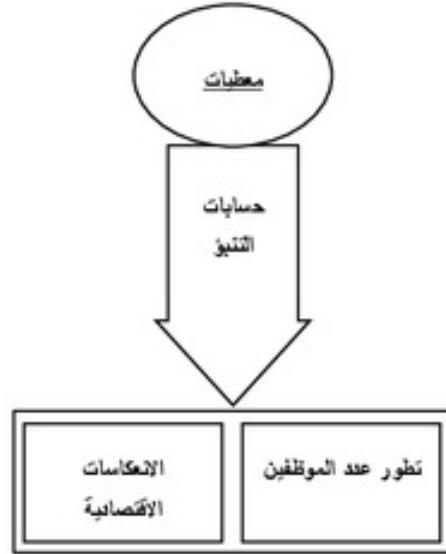 معطيات
حسابات
التنبؤ
تطور عدد الموظفين
الانعكاسات
الاقتصادية